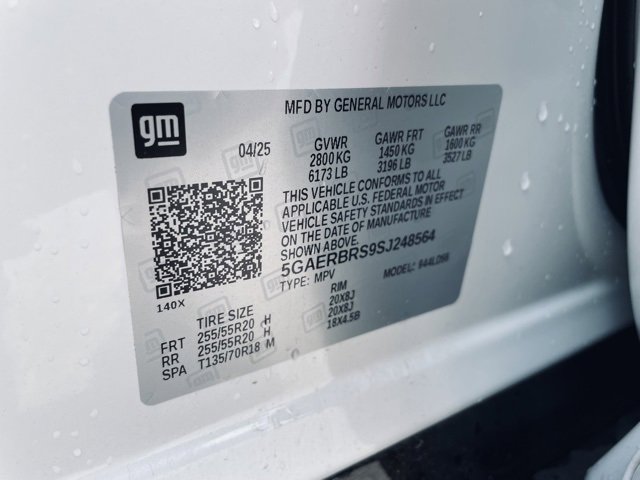 MFD BY GENERAL MOTORS LLC
gm
04/25 GVWR GAWR FRT GAWR RR
2800 KG 1450 KG 1600 KG
6173 LB 3196 LB 3527 LB
THIS VEHICLE CONFORMS TO ALL
APPLICABLE U.S. FEDERAL MOTOR
VEHICLE SAFETY STANDARDS IN EFFECT
ON THE DATE OF MANUFACTURE
SHOWN ABOVE.
5GAERBRS9SJ248564
TYPE: MPV MODEL:
140X
TIRE SIZE RIM
FRT 255/55R20 H 20X8J
RR 255/55R20 H 20X8J
SPA T135/70R18 M 18X4.5B